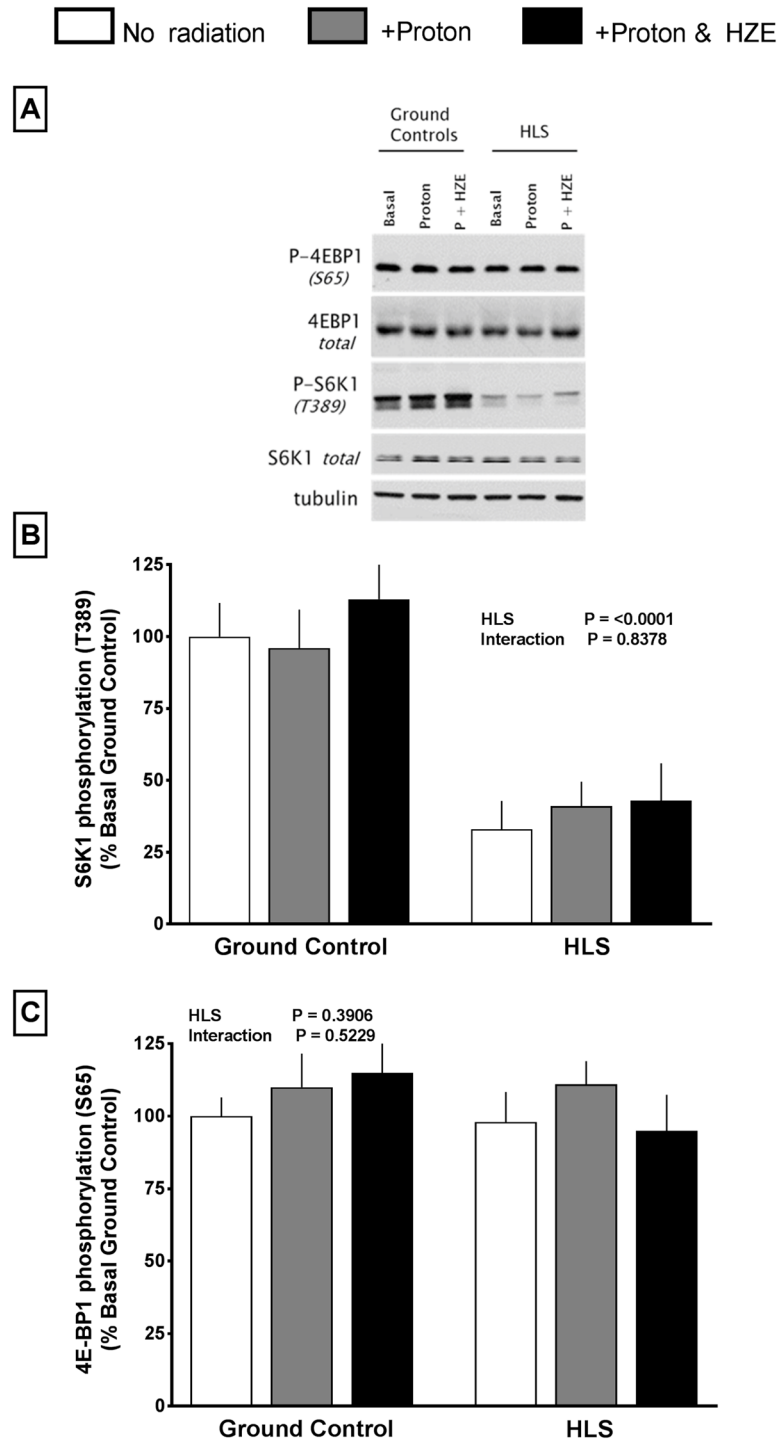 No radiation
+Proton
+Proton & HZE
A
Ground
Controls
HLS
Basal
Proton
P + HZE
Basal
Proton
P + HZE
P-4EBP1
(S65)
4EBP1
total
P-S6K1
(T389)
S6K1 total
tubulin
B
S6K1 phosphorylation (T389)
(% Basal Ground Control)
125
100
75
50
25
0
HLS P = <0.0001
Interaction P = 0.8378
Ground Control
HLS
C
4E-BP1 phosphorylation (S65)
(% Basal Ground Control)
HLS P = 0.3906
Interaction P = 0.5229
125
100
75
50
25
0
Ground Control
HLS